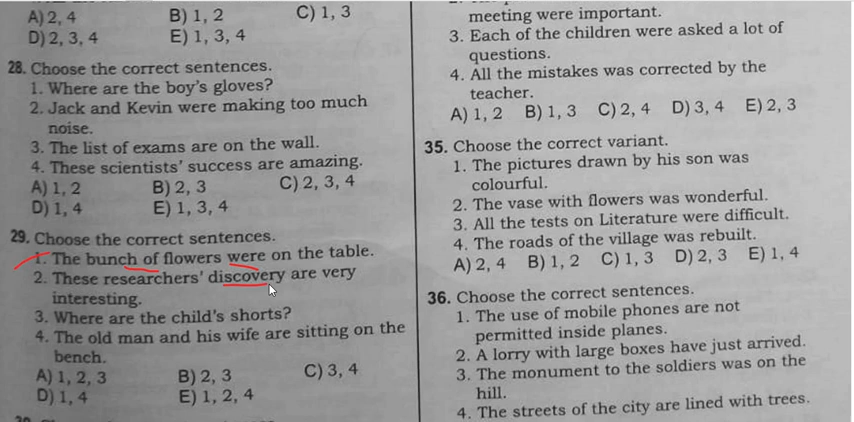 A) 2, 4 B) 1, 2 C) 1, 3
D) 2, 3, 4 E) 1, 3, 4
28. Choose the correct sentences.
1. Where are the boy's gloves?
2. Jack and Kevin were making too much
noise.
3. The list of exams are on the wall.
4. These scientists' success are amazing.
A) 1, 2 B) 2, 3 C) 2, 3, 4
D) 1, 4 E) 1, 3, 4
29. Choose the correct sentences.
1. The bunch of flowers were on the table.
2. These researchers' discovery are very
interesting.
3. Where are the child's shorts?
4. The old man and his wife are sitting on the
bench.
A) 1, 2, 3 B) 2, 3 C) 3, 4
D) 1, 4 E) 1, 2, 4
meeting were important.
3. Each of the children were asked a lot of
questions.
4. All the mistakes was corrected by the
teacher.
A) 1, 2 B) 1, 3 C) 2, 4 D) 3, 4 E) 2, 3
35. Choose the correct variant.
1. The pictures drawn by his son was
colourful.
2. The vase with flowers was wonderful.
3. All the tests on Literature were difficult.
4. The roads of the village was rebuilt.
A) 2, 4 B) 1, 2 C) 1, 3 D) 2, 3 E) 1, 4
36. Choose the correct sentences.
1. The use of mobile phones are not
permitted inside planes.
2. A lorry with large boxes have just arrived.
3. The monument to the soldiers was on the
hill.
4. The streets of the city are lined with trees.